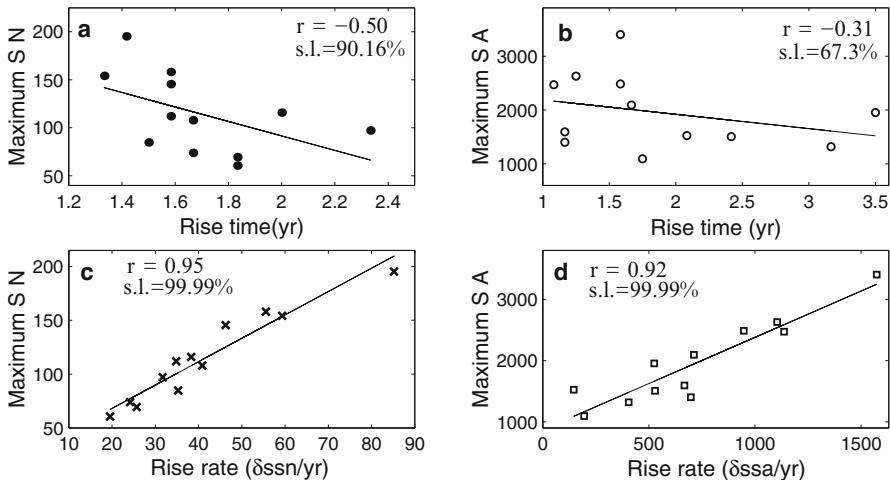 a
r = −0.50
s.l.=90.16%
Maximum S N
200
150
100
50
1.2 1.4 1.6 1.8 2 2.2 2.4
Rise time(yr)
b
r = −0.31
s.l.=67.3%
Maximum S A
3000
2000
1000
1 1.5 2 2.5 3 3.5
Rise time (yr)
c
r = 0.95
s.l.=99.99%
Maximum S N
200
150
100
50
10 20 30 40 50 60 70 80 90
Rise rate (δssn/yr)
d
r = 0.92
s.l.=99.99%
Maximum S A
3000
2000
1000
0 500 1000 1500
Rise rate (δssa/yr)